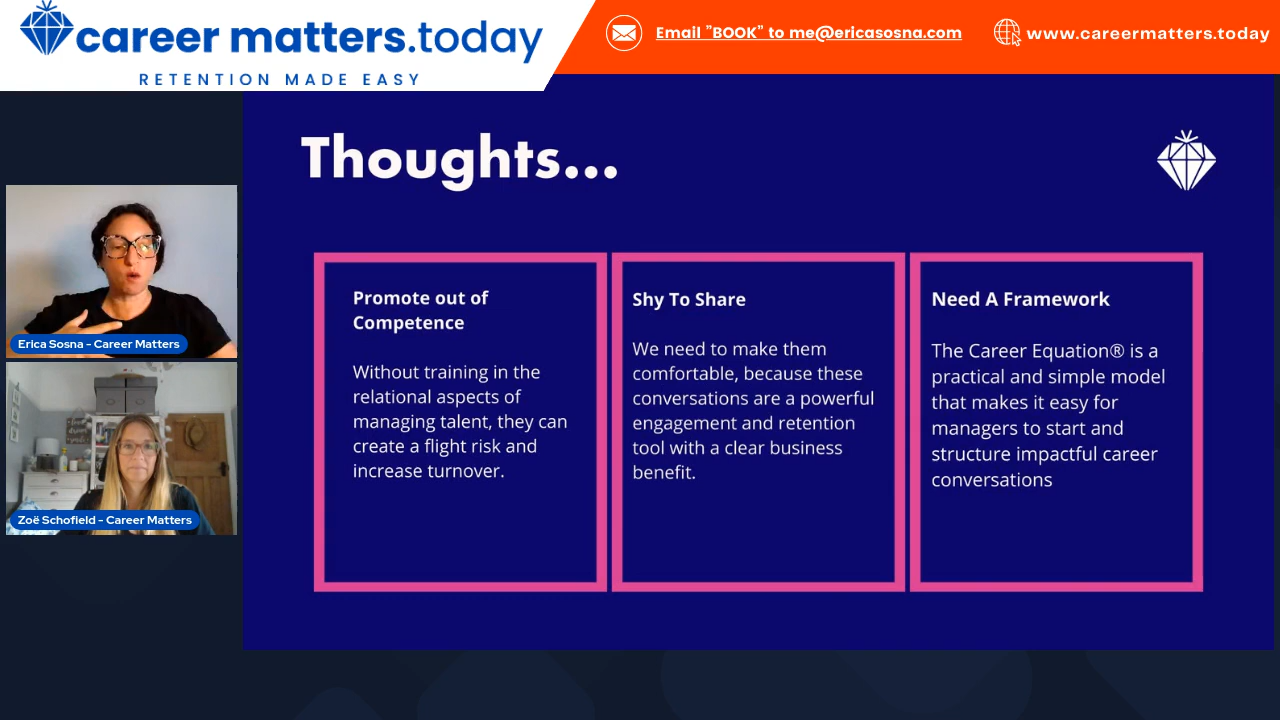 career matters.today
RETENTION MADE EASY
Email "BOOK" to me@ericasosna.com
www.careermatters.today
Thoughts...
Promote out of
Competence
Without training in the
relational aspects of
managing talent, they can
create a flight risk and
increase turnover.
Shy To Share
We need to make them
comfortable, because these
conversations are a powerful
engagement and retention
tool with a clear business
benefit.
Need A Framework
The Career Equation® is a
practical and simple model
that makes it easy for
managers to start and
structure impactful career
conversations
Erica Sosna - Career Matters
Zoë Schofield - Career Matters